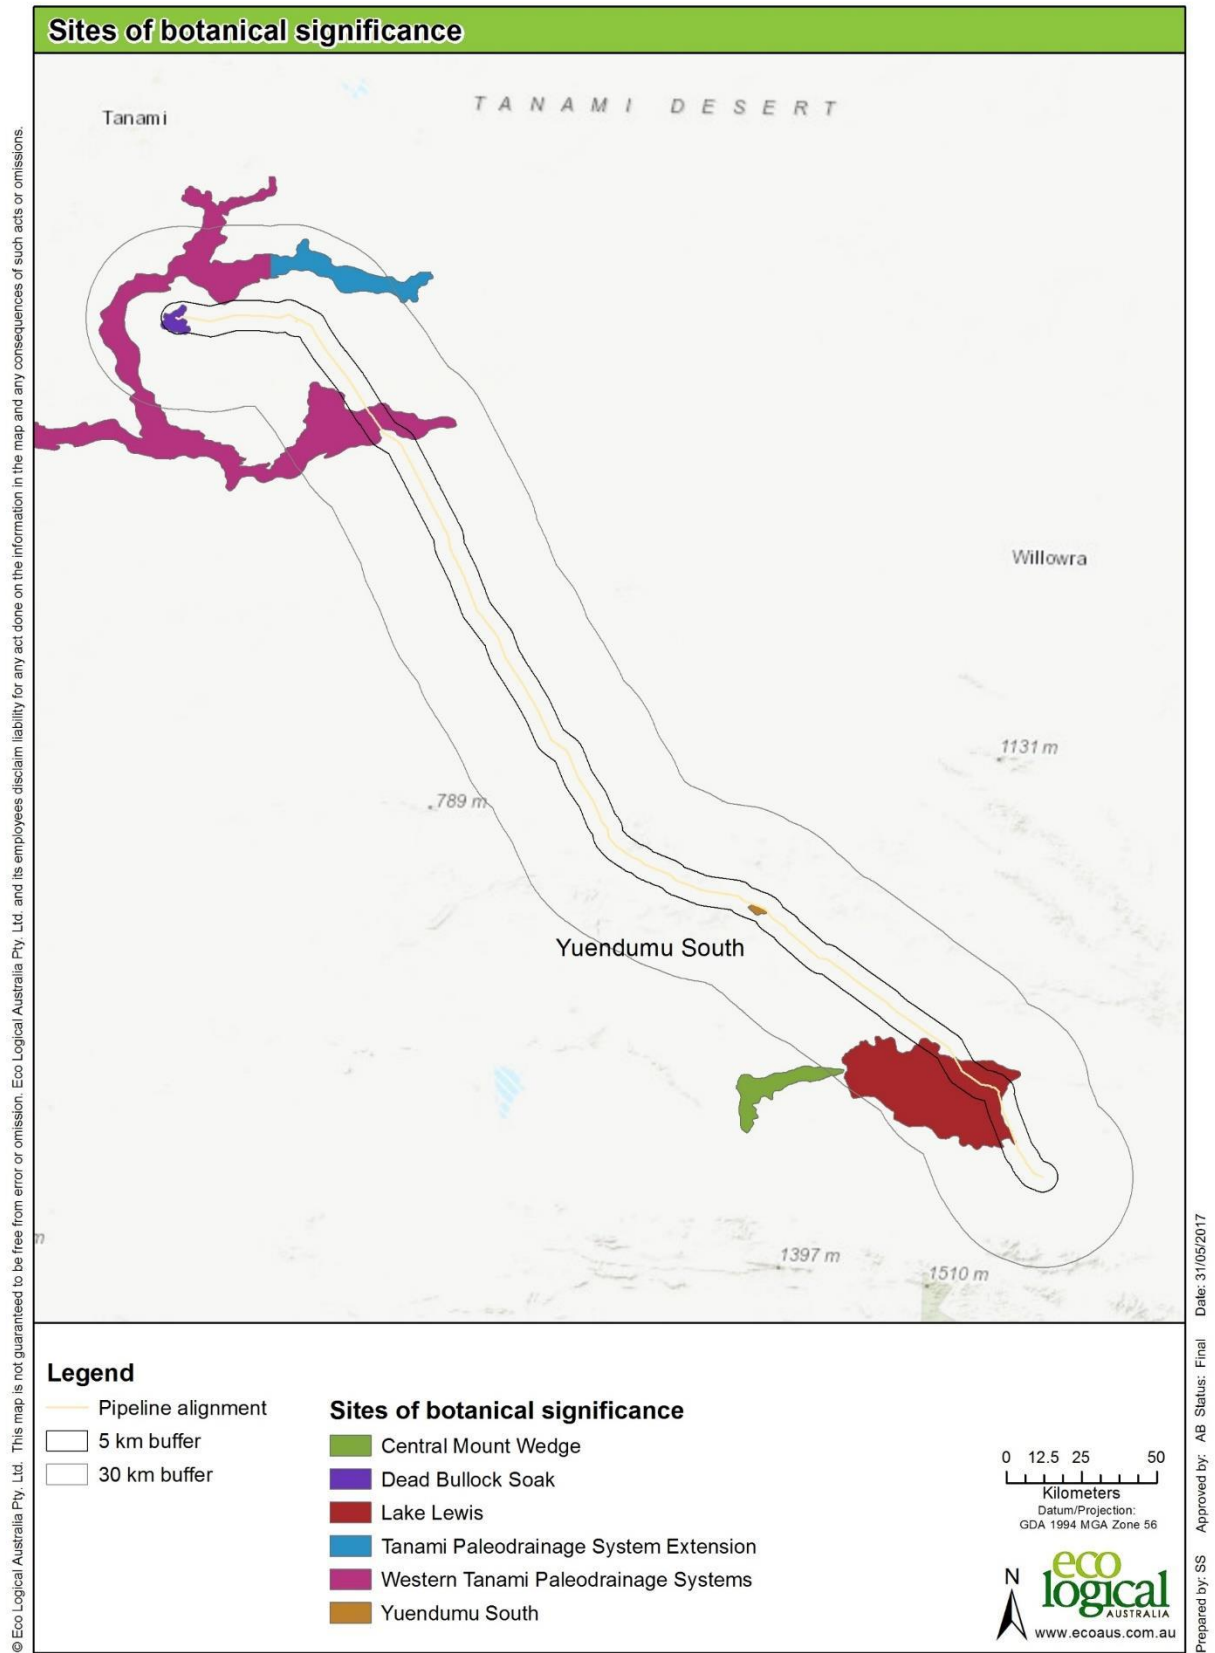 Sites of botanical significance
Tanami
TANAMI DESERT
Willowra
1131 m
789 m
Yuendumu South
m
1397 m
1510 m
Legend
Pipeline alignment
5 km buffer
30 km buffer
Sites of botanical significance
Central Mount Wedge
Dead Bullock Soak
Lake Lewis
Tanami Paleodrainage System Extension
Western Tanami Paleodrainage Systems
Yuendumu South
0 12.5 25 50
Kilometers
Datum/Projection:
GDA 1994 MGA Zone 56
N
eco
logical
AUSTRALIA
www.ecoaus.com.au
© Eco Logical Australia Pty. Ltd. This map is not guaranteed to be free from error or omission. Eco Logical Australia Pty. Ltd. and its employees disclaim liability for any act done on the information in the map and any consequences of such acts or omissions.
Prepared by: SS Approved by: AB Status: Final Date: 31/05/2017